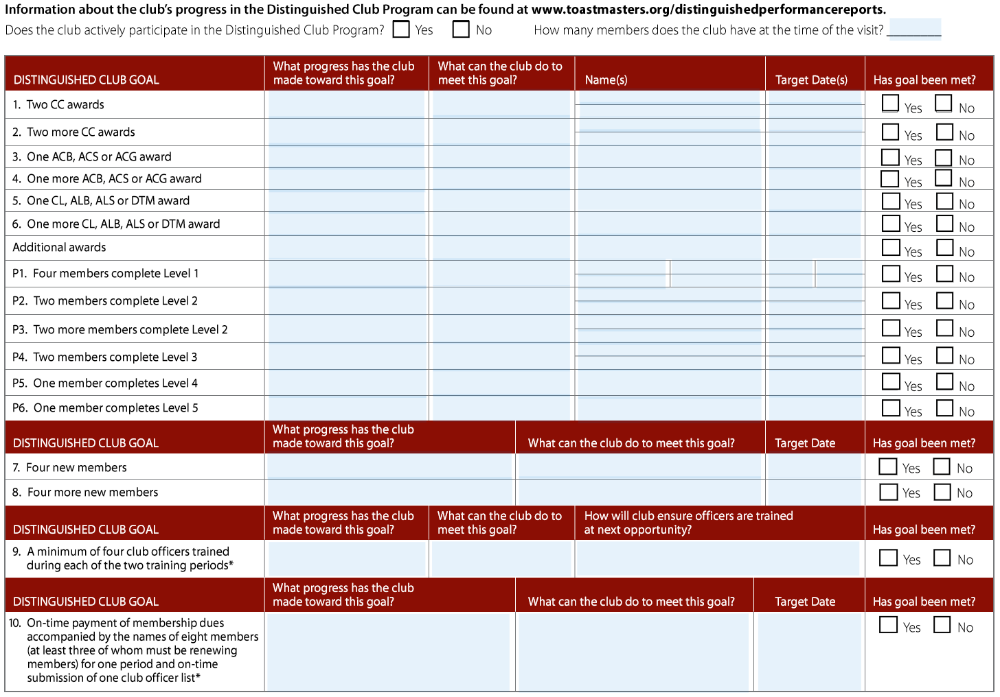 Information about the club's progress in the Distinguished Club Program can be found at www.toastmasters.org/distinguishedperformancereports.
Does the club actively participate in the Distinguished Club Program? Yes No How many members does the club have at the time of the visit? ________
DISTINGUISHED CLUB GOAL What progress has the club made toward this goal? What can the club do to meet this goal? Name(s) Target Date(s) Has goal been met?
1. Two CC awards Yes No
2. Two more CC awards Yes No
3. One ACB, ACS or ACG award Yes No
4. One more ACB, ACS or ACG award Yes No
5. One CL, ALB, ALS or DTM award Yes No
6. One more CL, ALB, ALS or DTM award Yes No
Additional awards Yes No
P1. Four members complete Level 1 Yes No
P2. Two members complete Level 2 Yes No
P3. Two more members complete Level 2 Yes No
P4. Two members complete Level 3 Yes No
P5. One member completes Level 4 Yes No
P6. One member completes Level 5 Yes No
DISTINGUISHED CLUB GOAL What progress has the club made toward this goal? What can the club do to meet this goal? Target Date Has goal been met?
7. Four new members Yes No
8. Four more new members Yes No
DISTINGUISHED CLUB GOAL What progress has the club made toward this goal? What can the club do to meet this goal? How will club ensure officers are trained at next opportunity? Has goal been met?
9. A minimum of four club officers trained
during each of the two training periods* Yes No
DISTINGUISHED CLUB GOAL What progress has the club made toward this goal? What can the club do to meet this goal? Target Date Has goal been met?
10. On-time payment of membership dues Yes No
accompanied by the names of eight members
(at least three of whom must be renewing
members) for one period and on-time
submission of one club officer list*